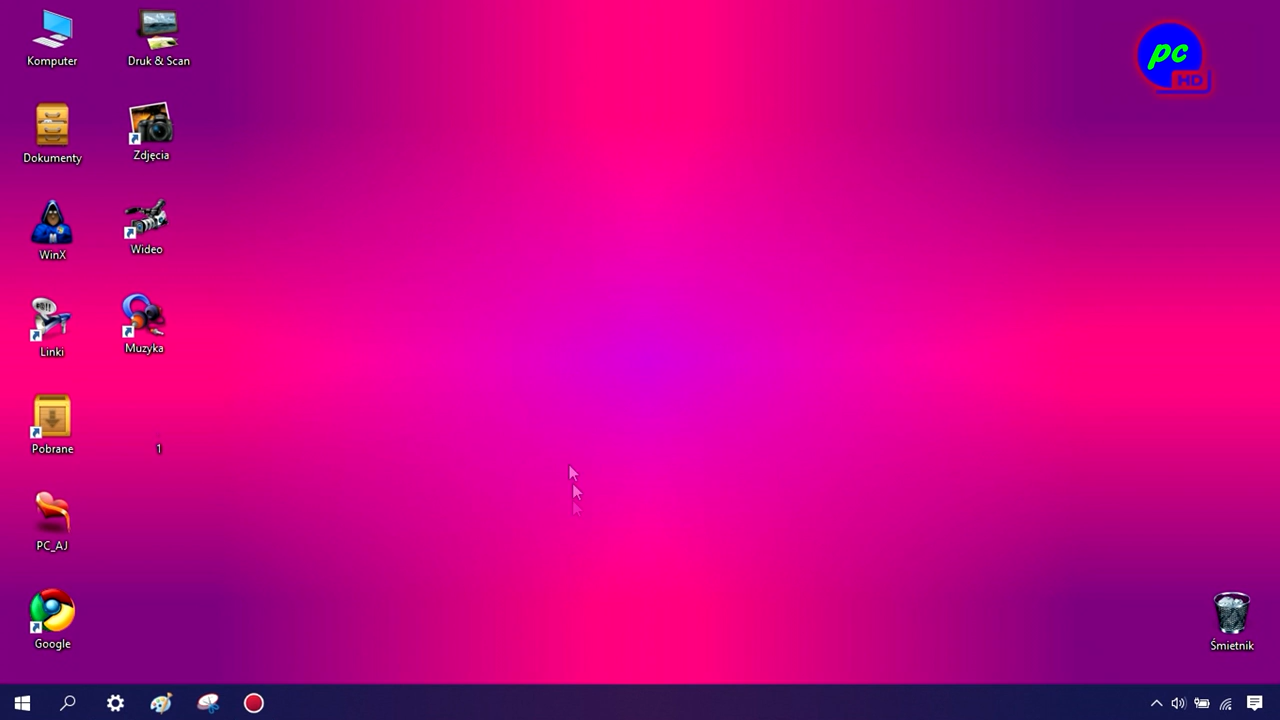 Komputer
Druk & Scan
pc
HD
Dokumenty
Zdjęcia
WinX
Wideo
Linki
Muzyka
Pobrane
1
PC_AJ
Google
Śmietnik